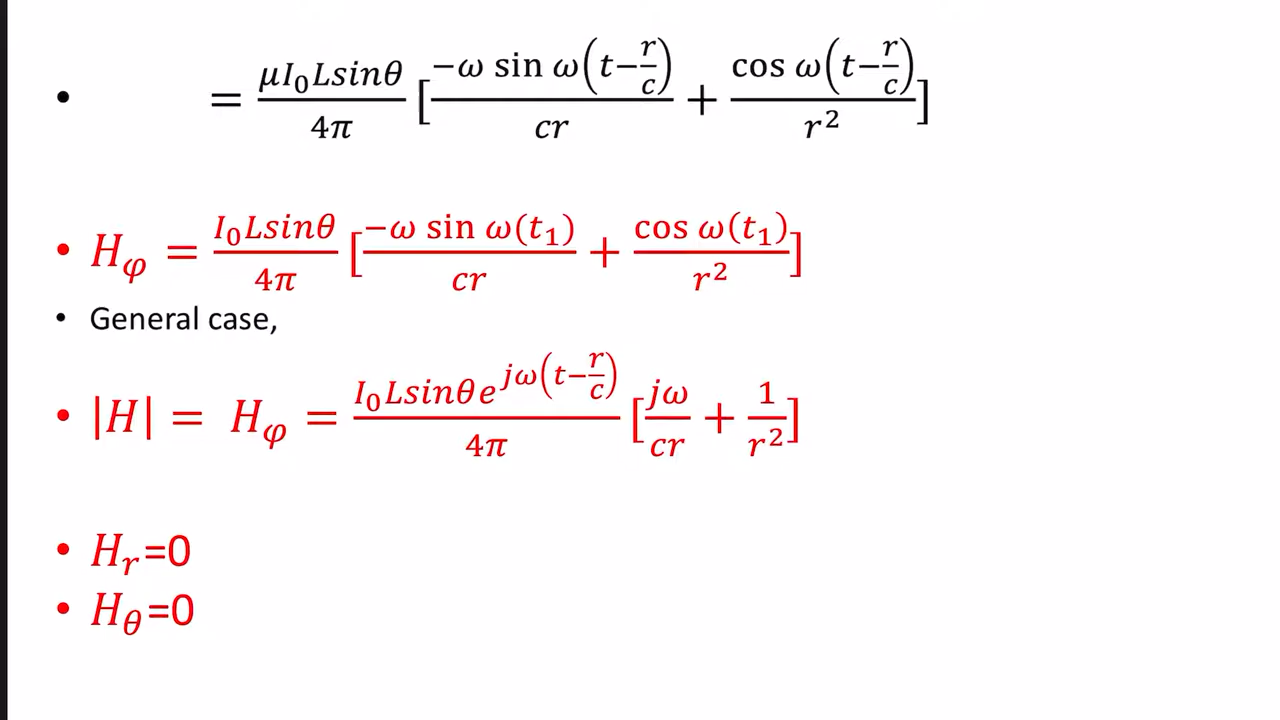 • = μI₀Lsinθ/4π [(−ω sin ω(t−r/c))/cr + (cos ω(t−r/c))/r²]
• H_φ = I₀Lsinθ/4π [(−ω sin ω(t₁))/cr + (cos ω(t₁))/r²]
• General case,
• |H| = H_φ = (I₀Lsinθe^{jω(t−r/c)})/4π [jω/cr + 1/r²]
• H_r=0
• H_θ=0